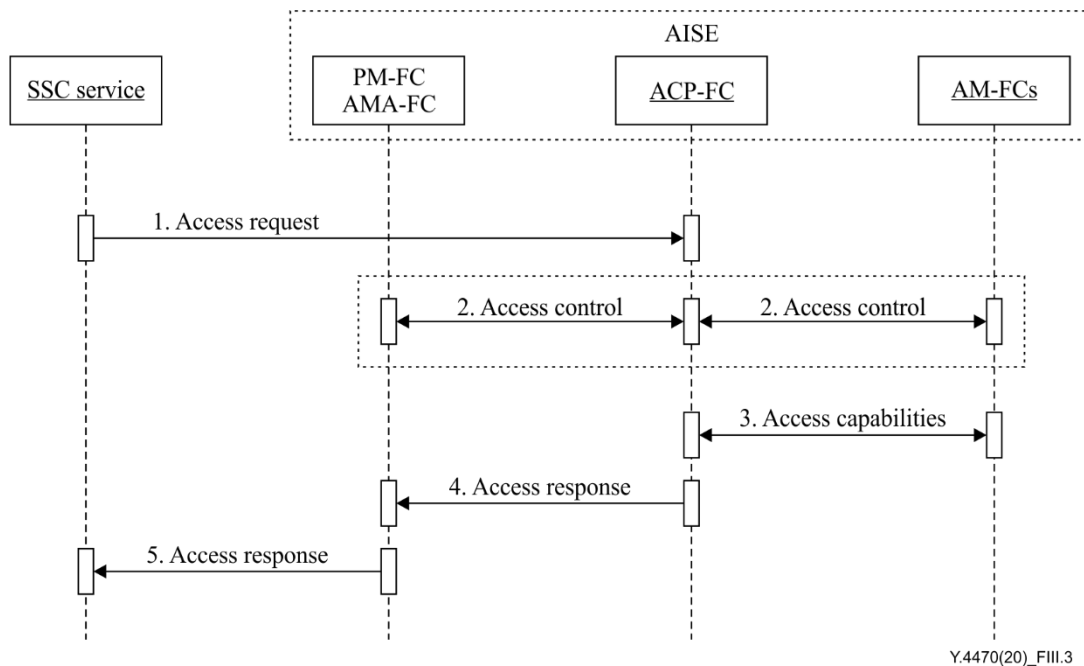 AISE
SSC service
PM-FC
AMA-FC
ACP-FC
AM-FCs
1. Access request
2. Access control
2. Access control
3. Access capabilities
4. Access response
5. Access response
Y.4470(20)_FIII.3